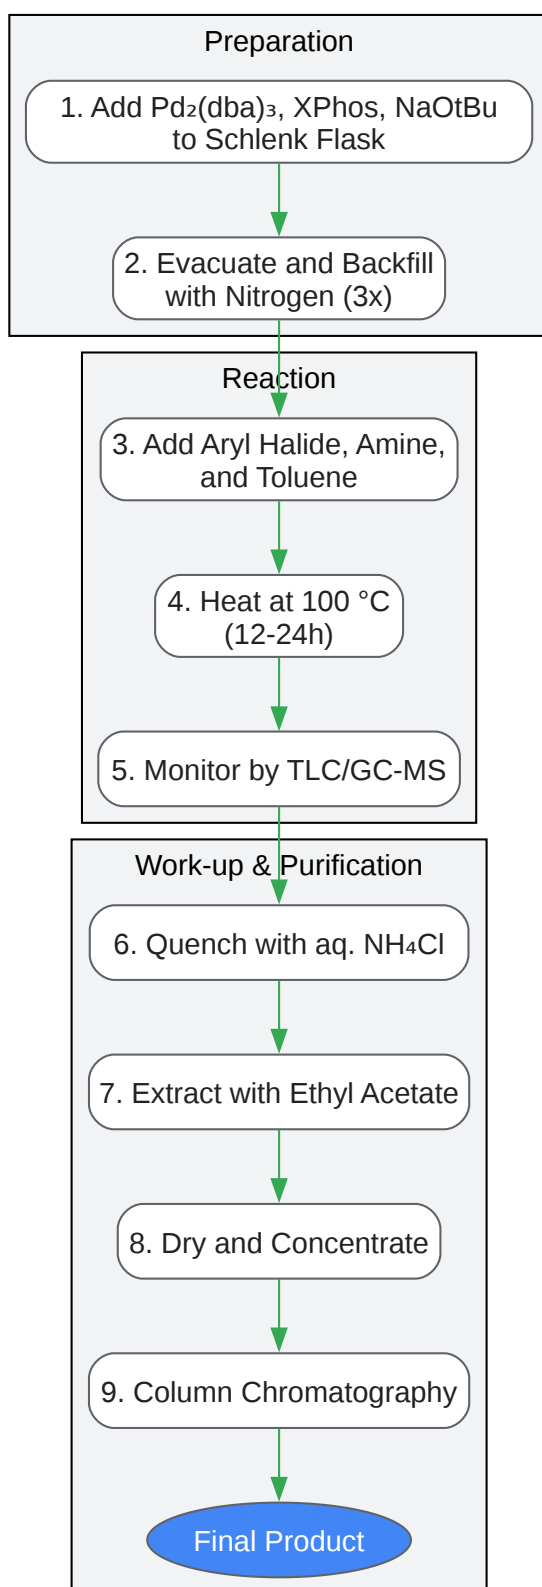 Preparation
1. Add Pd₂(dba)₃, XPhos, NaOtBu
to Schlenk Flask
2. Evacuate and Backfill
with Nitrogen (3x)
Reaction
3. Add Aryl Halide, Amine,
and Toluene
4. Heat at 100 °C
(12-24h)
5. Monitor by TLC/GC-MS
Work-up & Purification
6. Quench with aq. NH₄Cl
7. Extract with Ethyl Acetate
8. Dry and Concentrate
9. Column Chromatography
Final Product